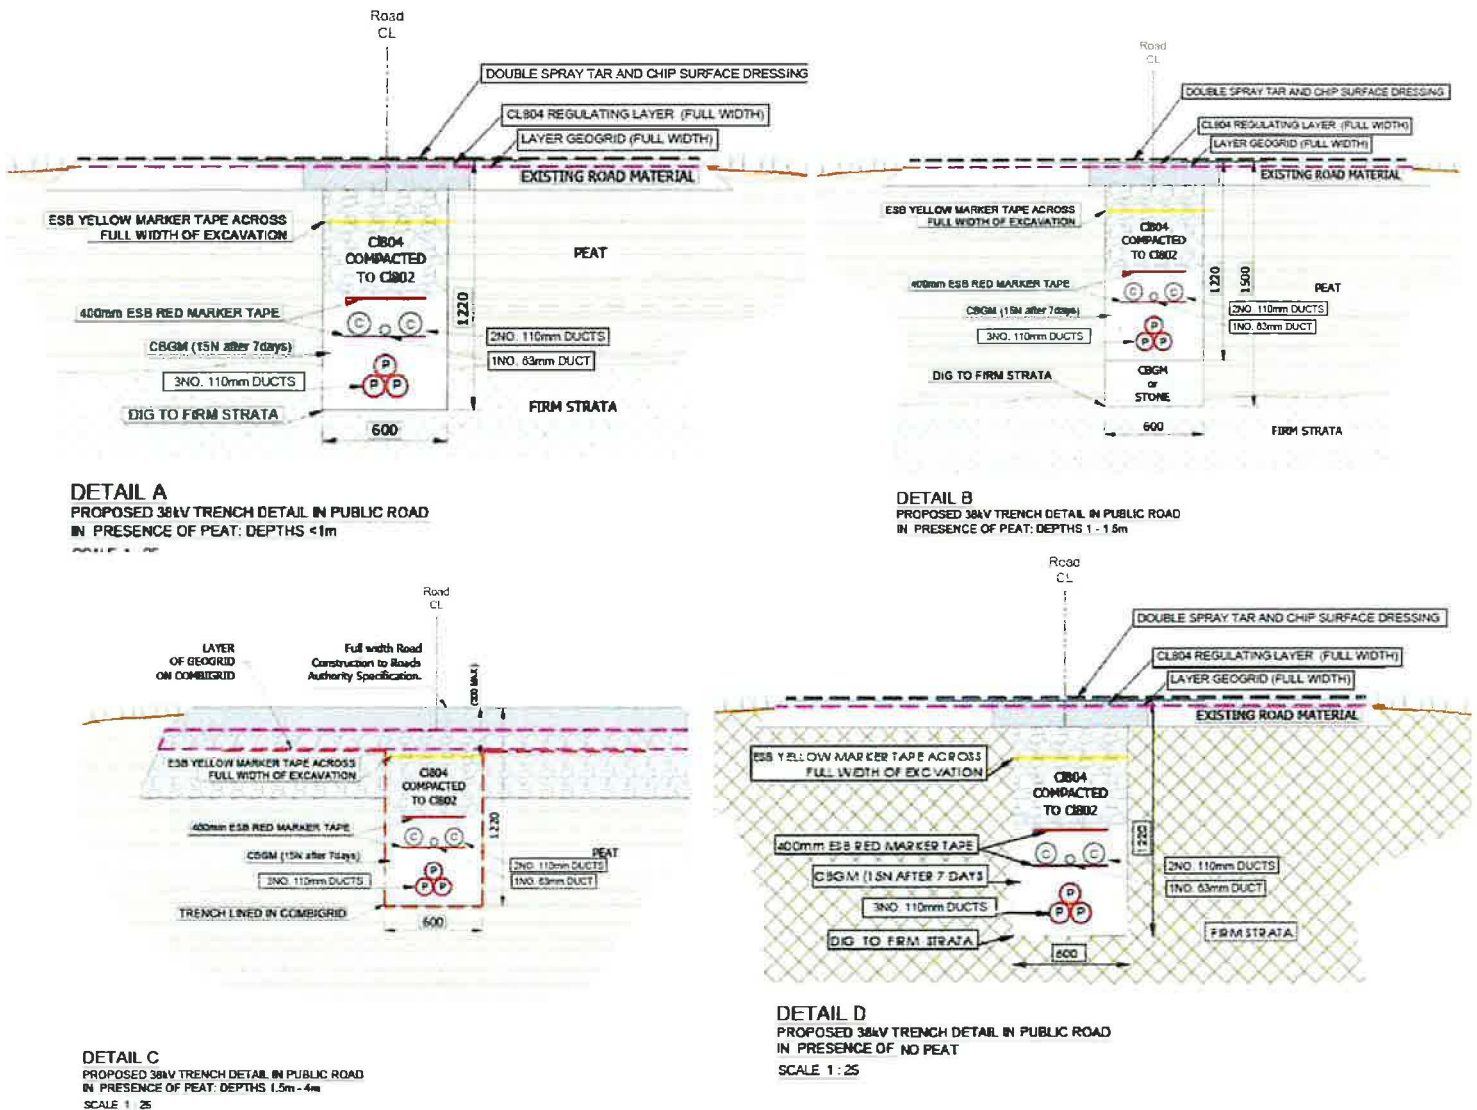 Road
CL
DOUBLE SPRAY TAR AND CHIP SURFACE DRESSING
CL804 REGULATING LAYER (FULL WIDTH)
LAYER GEOGRID (FULL WIDTH)
EXISTING ROAD MATERIAL
ESB YELLOW MARKER TAPE ACROSS
FULL WIDTH OF EXCAVATION
Cl804
COMPACTED
TO Cl802
PEAT
400mm ESB RED MARKER TAPE
1220
C C
2NO. 110mm DUCTS
CBGM (15N after 7days)
1NO. 63mm DUCT
P
P P
3NO. 110mm DUCTS
DIG TO FIRM STRATA
FIRM STRATA
600
DETAIL A
PROPOSED 38kV TRENCH DETAIL IN PUBLIC ROAD
IN PRESENCE OF PEAT: DEPTHS <1m
SCALE 1 : 25
Road
CL
DOUBLE SPRAY TAR AND CHIP SURFACE DRESSING
CL804 REGULATING LAYER (FULL WIDTH)
LAYER GEOGRID (FULL WIDTH)
EXISTING ROAD MATERIAL
ESB YELLOW MARKER TAPE ACROSS
FULL WIDTH OF EXCAVATION
Cl804
COMPACTED
TO Cl802
400mm ESB RED MARKER TAPE
1220
1500
PEAT
C C
2NO. 110mm DUCTS
CBGM (15N after 7days)
1NO. 63mm DUCT
P
P P
3NO. 110mm DUCTS
DIG TO FIRM STRATA
CBGM
or
STONE
600
FIRM STRATA
DETAIL B
PROPOSED 38kV TRENCH DETAIL IN PUBLIC ROAD
IN PRESENCE OF PEAT: DEPTHS 1 - 1.5m
Road
CL
LAYER
OF GEOGRID
ON COMBIGRID
Full width Road
Construction to Roads
Authority Specification.
ESB YELLOW MARKER TAPE ACROSS
FULL WIDTH OF EXCAVATION
Cl804
COMPACTED
TO Cl802
400mm ESB RED MARKER TAPE
1220
C C
CBGM (15N after 7days)
PEAT
2NO. 110mm DUCTS
P
P P
3NO. 110mm DUCTS
1NO. 63mm DUCT
TRENCH LINED IN COMBIGRID
600
DETAIL C
PROPOSED 38kV TRENCH DETAIL IN PUBLIC ROAD
IN PRESENCE OF PEAT: DEPTHS 1.5m - 4m
SCALE 1 : 25
Road
CL
DOUBLE SPRAY TAR AND CHIP SURFACE DRESSING
CL804 REGULATING LAYER (FULL WIDTH)
LAYER GEOGRID (FULL WIDTH)
EXISTING ROAD MATERIAL
ESB YELLOW MARKER TAPE ACROSS
FULL WIDTH OF EXCVATION
Cl804
COMPACTED
TO Cl802
400mm ESB RED MARKER TAPE
1220
C C
2NO. 110mm DUCTS
CBGM (15N AFTER 7 DAYS
1NO. 63mm DUCT
P
P P
3NO. 110mm DUCTS
FIRM STRATA
DIG TO FIRM STRATA
600
DETAIL D
PROPOSED 38kV TRENCH DETAIL IN PUBLIC ROAD
IN PRESENCE OF NO PEAT
SCALE 1 : 25